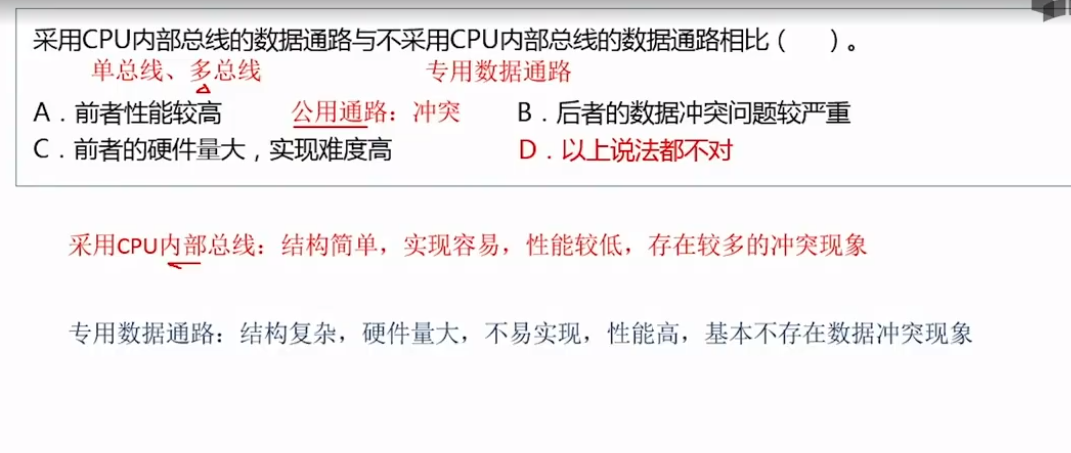 采用CPU内部总线的数据通路与不采用CPU内部总线的数据通路相比（　　）。
单总线、多总线　　专用数据通路
A．前者性能较高　　公用通路：冲突　　B．后者的数据冲突问题较严重
C．前者的硬件量大，实现难度高　　D．以上说法都不对
采用CPU内部总线：结构简单，实现容易，性能较低，存在较多的冲突现象
专用数据通路：结构复杂，硬件量大，不易实现，性能高，基本不存在数据冲突现象